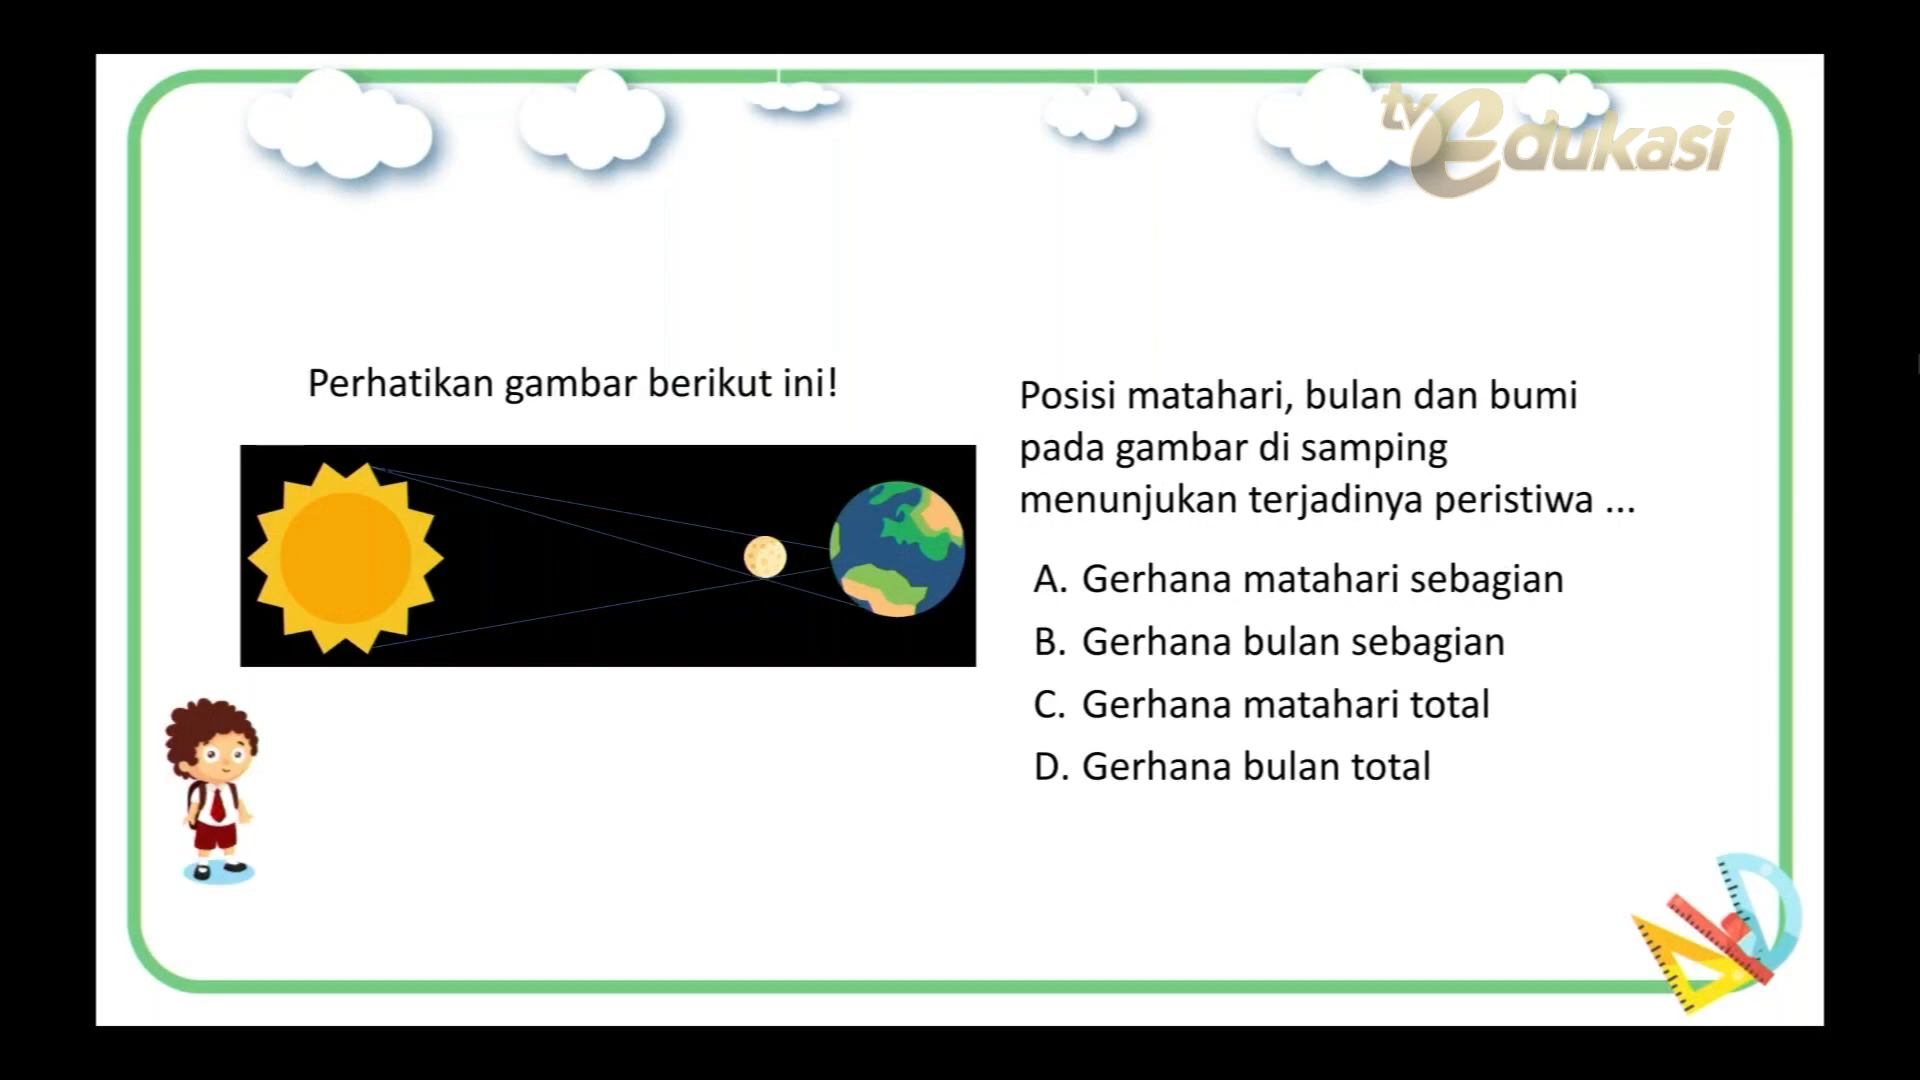 tv edukasi
Perhatikan gambar berikut ini!
Posisi matahari, bulan dan bumi
pada gambar di samping
menunjukan terjadinya peristiwa ...
A. Gerhana matahari sebagian
B. Gerhana bulan sebagian
C. Gerhana matahari total
D. Gerhana bulan total